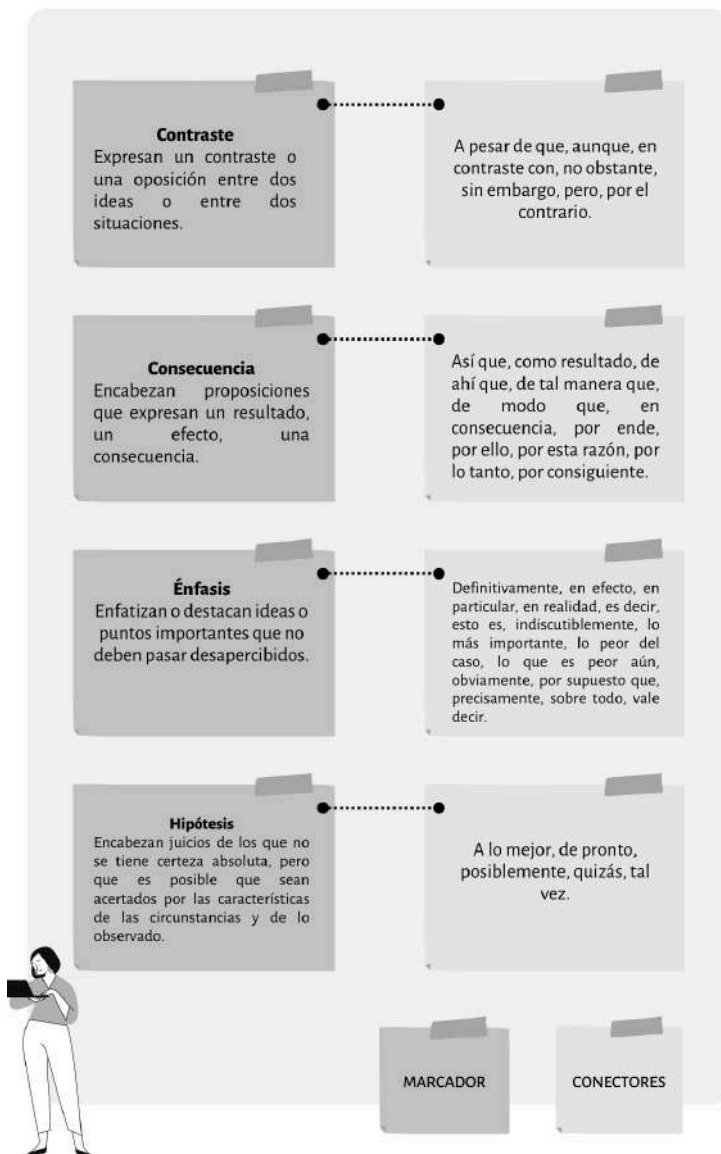 Contraste
Expresan un contraste o
una oposición entre dos
ideas o entre dos
situaciones.
A pesar de que, aunque, en
contraste con, no obstante,
sin embargo, pero, por el
contrario.
Consecuencia
Encabezan proposiciones
que expresan un resultado,
un efecto, una
consecuencia.
Así que, como resultado, de
ahí que, de tal manera que,
de modo que, en
consecuencia, por ende,
por ello, por esta razón, por
lo tanto, por consiguiente.
Énfasis
Enfatizan o destacan ideas o
puntos importantes que no
deben pasar desapercibidos.
Definitivamente, en efecto, en
particular, en realidad, es decir,
esto es, indiscutiblemente, lo
más importante, lo peor del
caso, lo que es peor aún,
obviamente, por supuesto que,
precisamente, sobre todo, vale
decir.
Hipótesis
Encabezan juicios de los que no
se tiene certeza absoluta, pero
que es posible que sean
acertados por las características
de las circunstancias y de lo
observado.
A lo mejor, de pronto,
posiblemente, quizás, tal
vez.
MARCADOR
CONECTORES